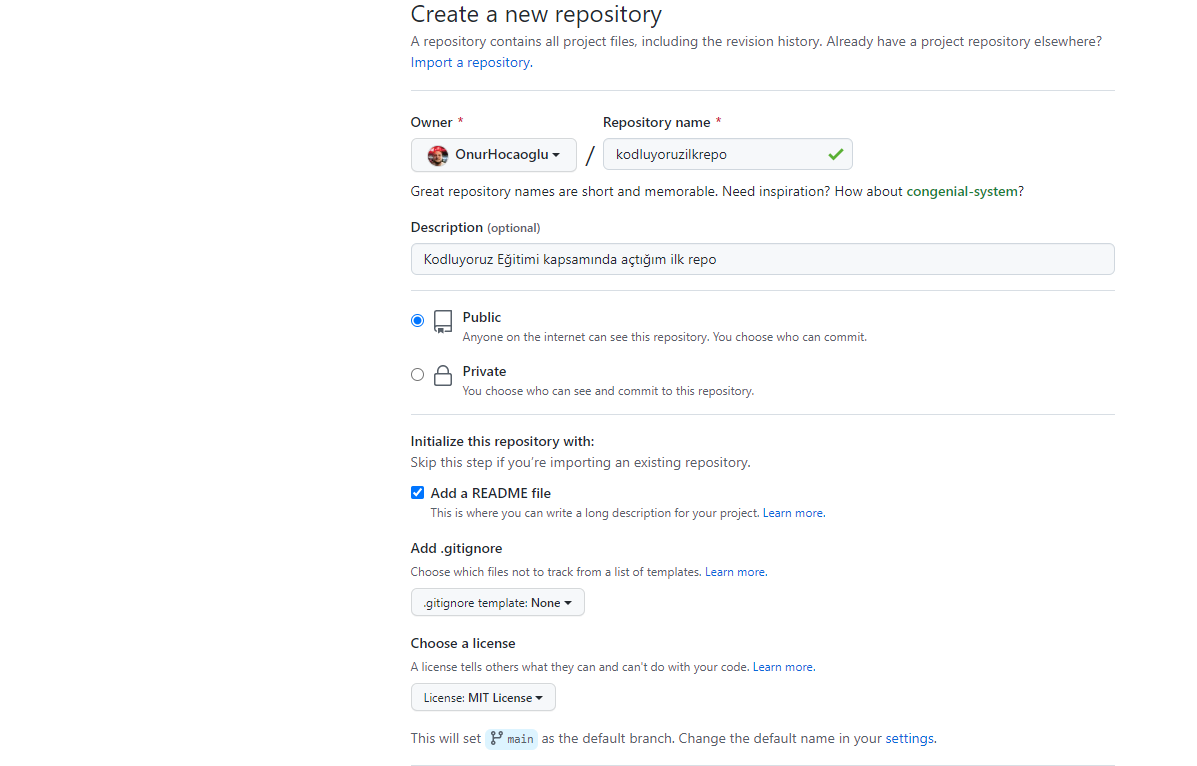 Create a new repository
A repository contains all project files, including the revision history. Already have a project repository elsewhere?
Import a repository.
Owner *
Repository name *
OnurHocaoglu
/
kodluyoruzilkrepo
Great repository names are short and memorable. Need inspiration? How about congenial-system?
Description (optional)
Kodluyoruz Eğitimi kapsamında açtığım ilk repo
Public
Anyone on the internet can see this repository. You choose who can commit.
Private
You choose who can see and commit to this repository.
Initialize this repository with:
Skip this step if you're importing an existing repository.
Add a README file
This is where you can write a long description for your project. Learn more.
Add .gitignore
Choose which files not to track from a list of templates. Learn more.
.gitignore template: None
Choose a license
A license tells others what they can and can't do with your code. Learn more.
License: MIT License
This will set main as the default branch. Change the default name in your settings.